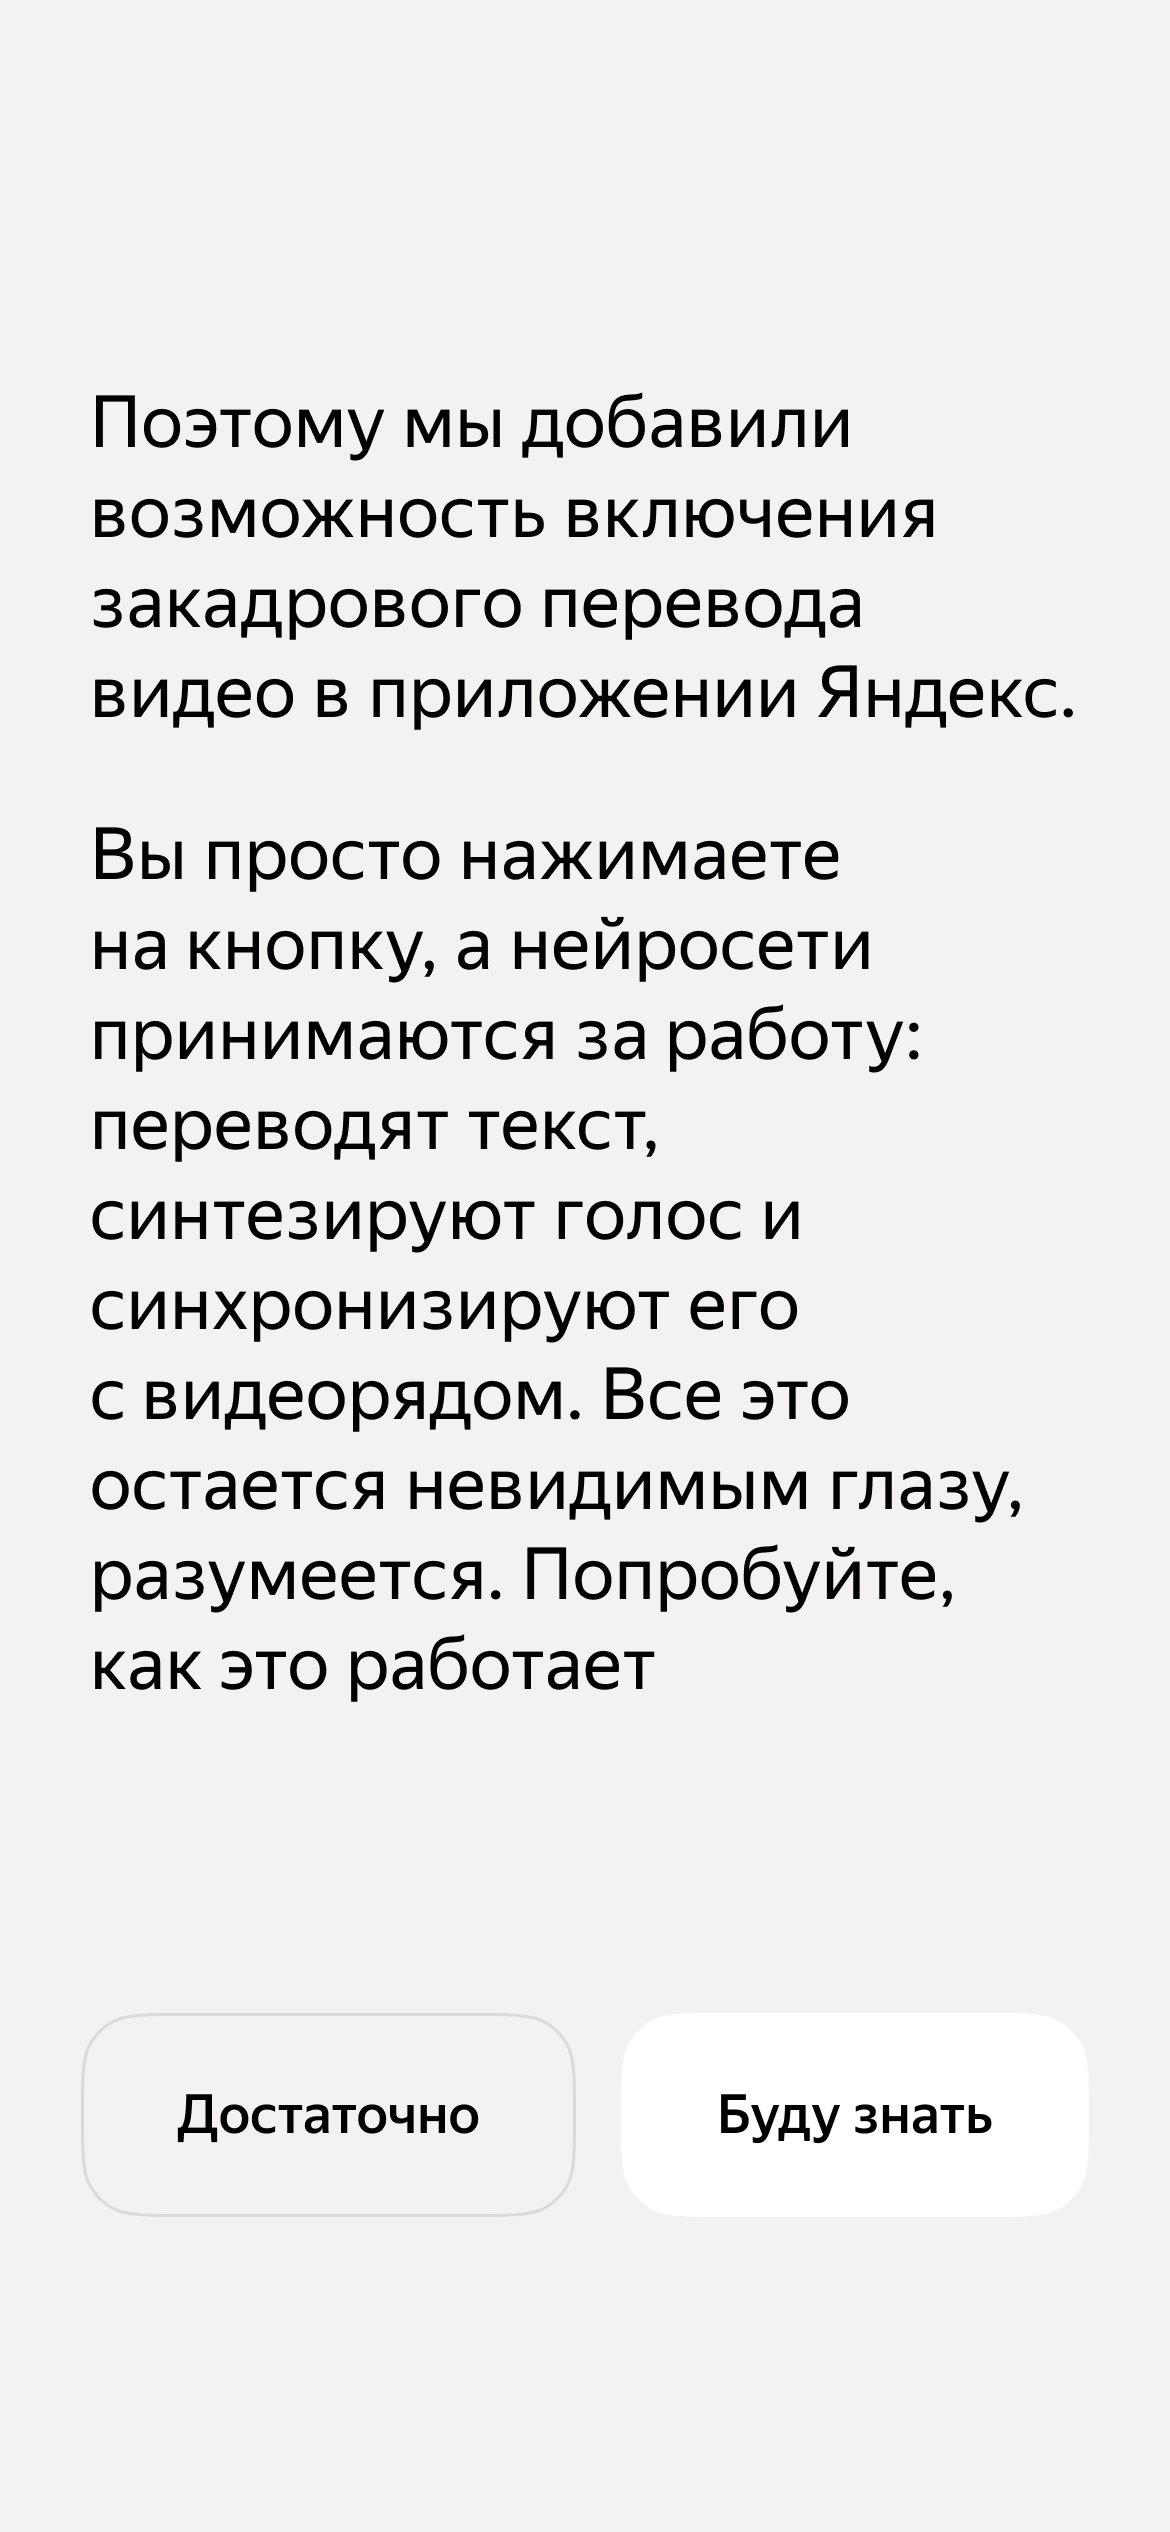 Поэтому мы добавили
возможность включения
закадрового перевода
видео в приложении Яндекс.
Вы просто нажимаете
на кнопку, а нейросети
принимаются за работу:
переводят текст,
синтезируют голос и
синхронизируют его
с видеорядом. Все это
остается невидимым глазу,
разумеется. Попробуйте,
как это работает
Достаточно
Буду знать